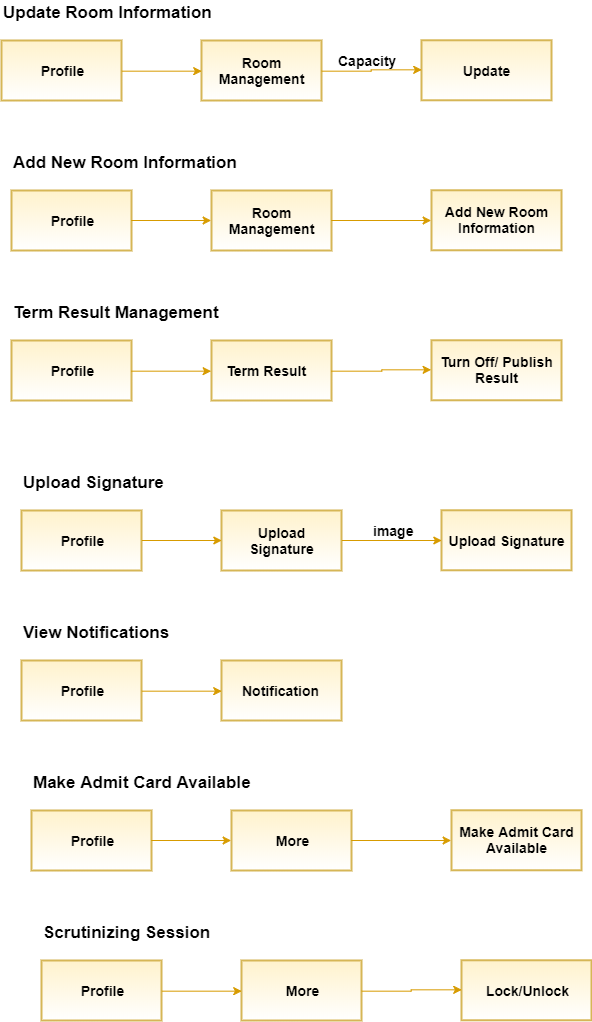 Update Room Information
Profile
Room
Management
Capacity
Update
Add New Room Information
Profile
Room
Management
Add New Room
Information
Term Result Management
Profile
Term Result
Turn Off/ Publish
Result
Upload Signature
Profile
Upload
Signature
image
Upload Signature
View Notifications
Profile
Notification
Make Admit Card Available
Profile
More
Make Admit Card
Available
Scrutinizing Session
Profile
More
Lock/Unlock